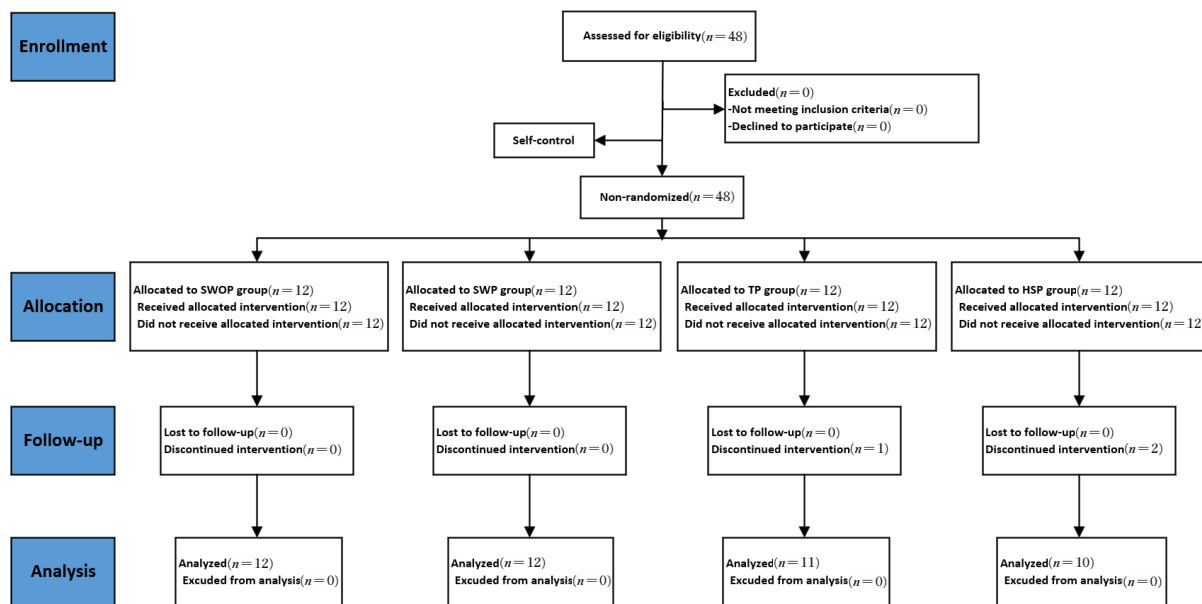 Enrollment
Assessed for eligibility(n=48)
Excluded(n=0)
-Not meeting inclusion criteria(n=0)
-Declined to participate(n=0)
Self-control
Non-randomized(n=48)
Allocation
Allocated to SWOP group(n=12)
Received allocated intervention(n=12)
Did not receive allocated intervention(n=12)
Allocated to SWP group(n=12)
Received allocated intervention(n=12)
Did not receive allocated intervention(n=12)
Allocated to TP group(n=12)
Received allocated intervention(n=12)
Did not receive allocated intervention(n=12)
Allocated to HSP group(n=12)
Received allocated intervention(n=12)
Did not receive allocated intervention(n=12
Follow-up
Lost to follow-up(n=0)
Discontinued intervention(n=0)
Lost to follow-up(n=0)
Discontinued intervention(n=0)
Lost to follow-up(n=0)
Discontinued intervention(n=1)
Lost to follow-up(n=0)
Discontinued intervention(n=2)
Analysis
Analyzed(n=12)
Excuded from analysis(n=0)
Analyzed(n=12)
Excuded from analysis(n=0)
Analyzed(n=11)
Excuded from analysis(n=0)
Analyzed(n=10)
Excuded from analysis(n=0)